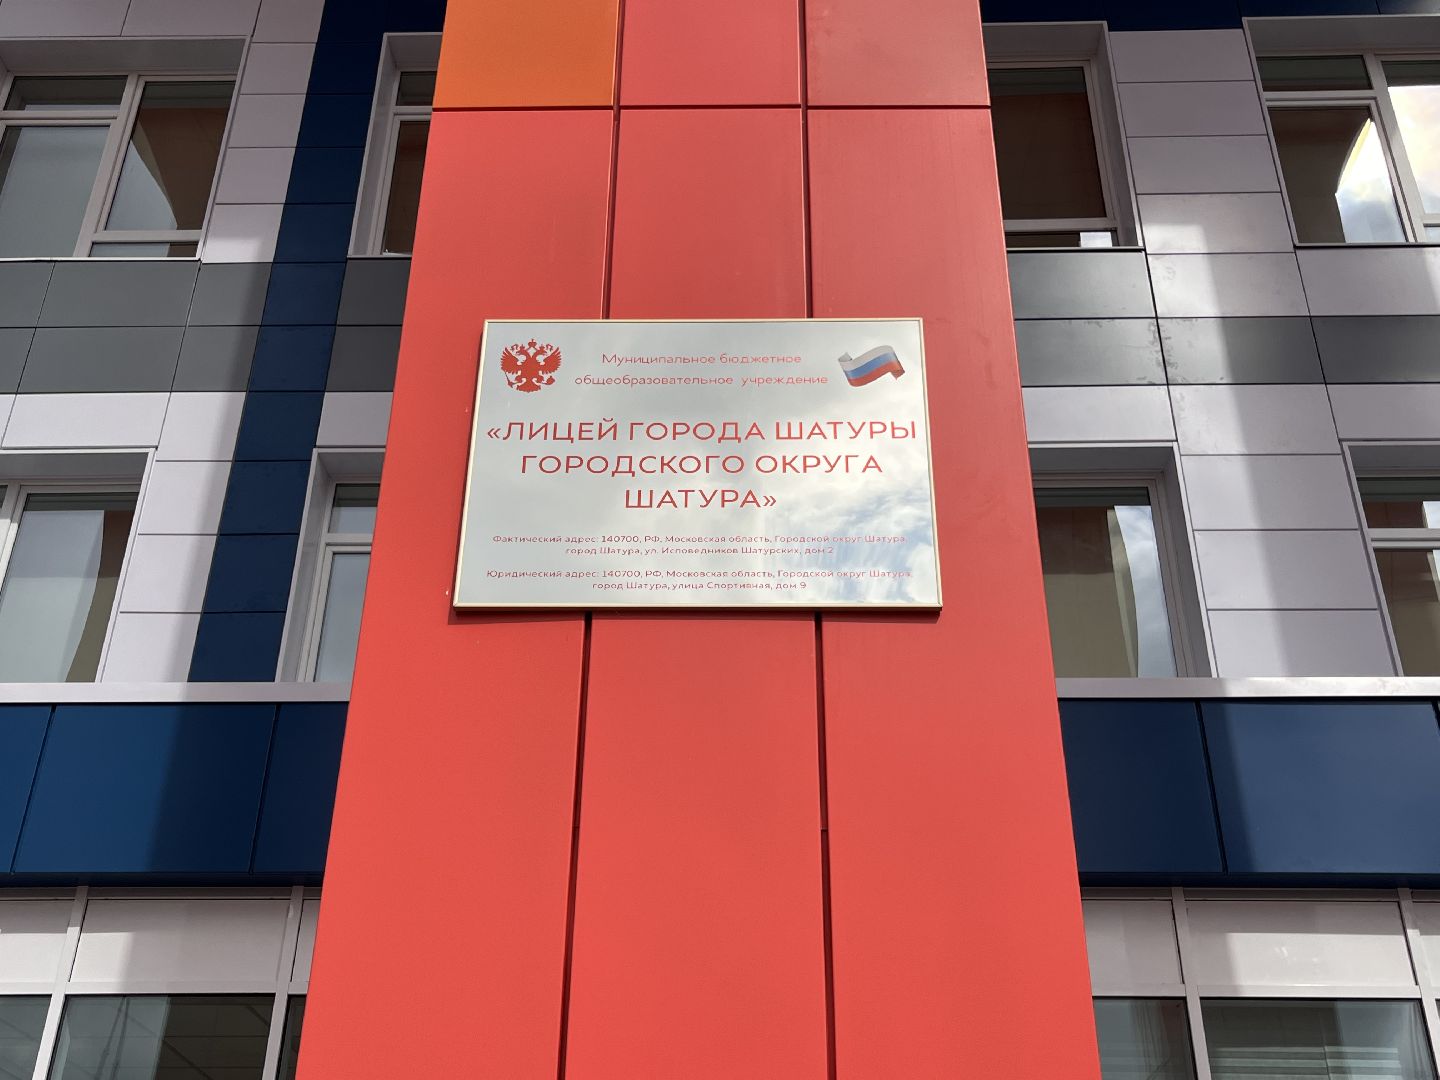 Муниципальное бюджетное
общеобразовательное учреждение
«ЛИЦЕЙ ГОРОДА ШАТУРЫ
ГОРОДСКОГО ОКРУГА
ШАТУРА»
Фактический адрес: 140700, РФ, Московская область, Городской округ Шатура,
город Шатура, ул. Исповедников Шатурских, дом 2
Юридический адрес: 140700, РФ, Московская область, Городской округ Шатура,
город Шатура, улица Спортивная, дом 9